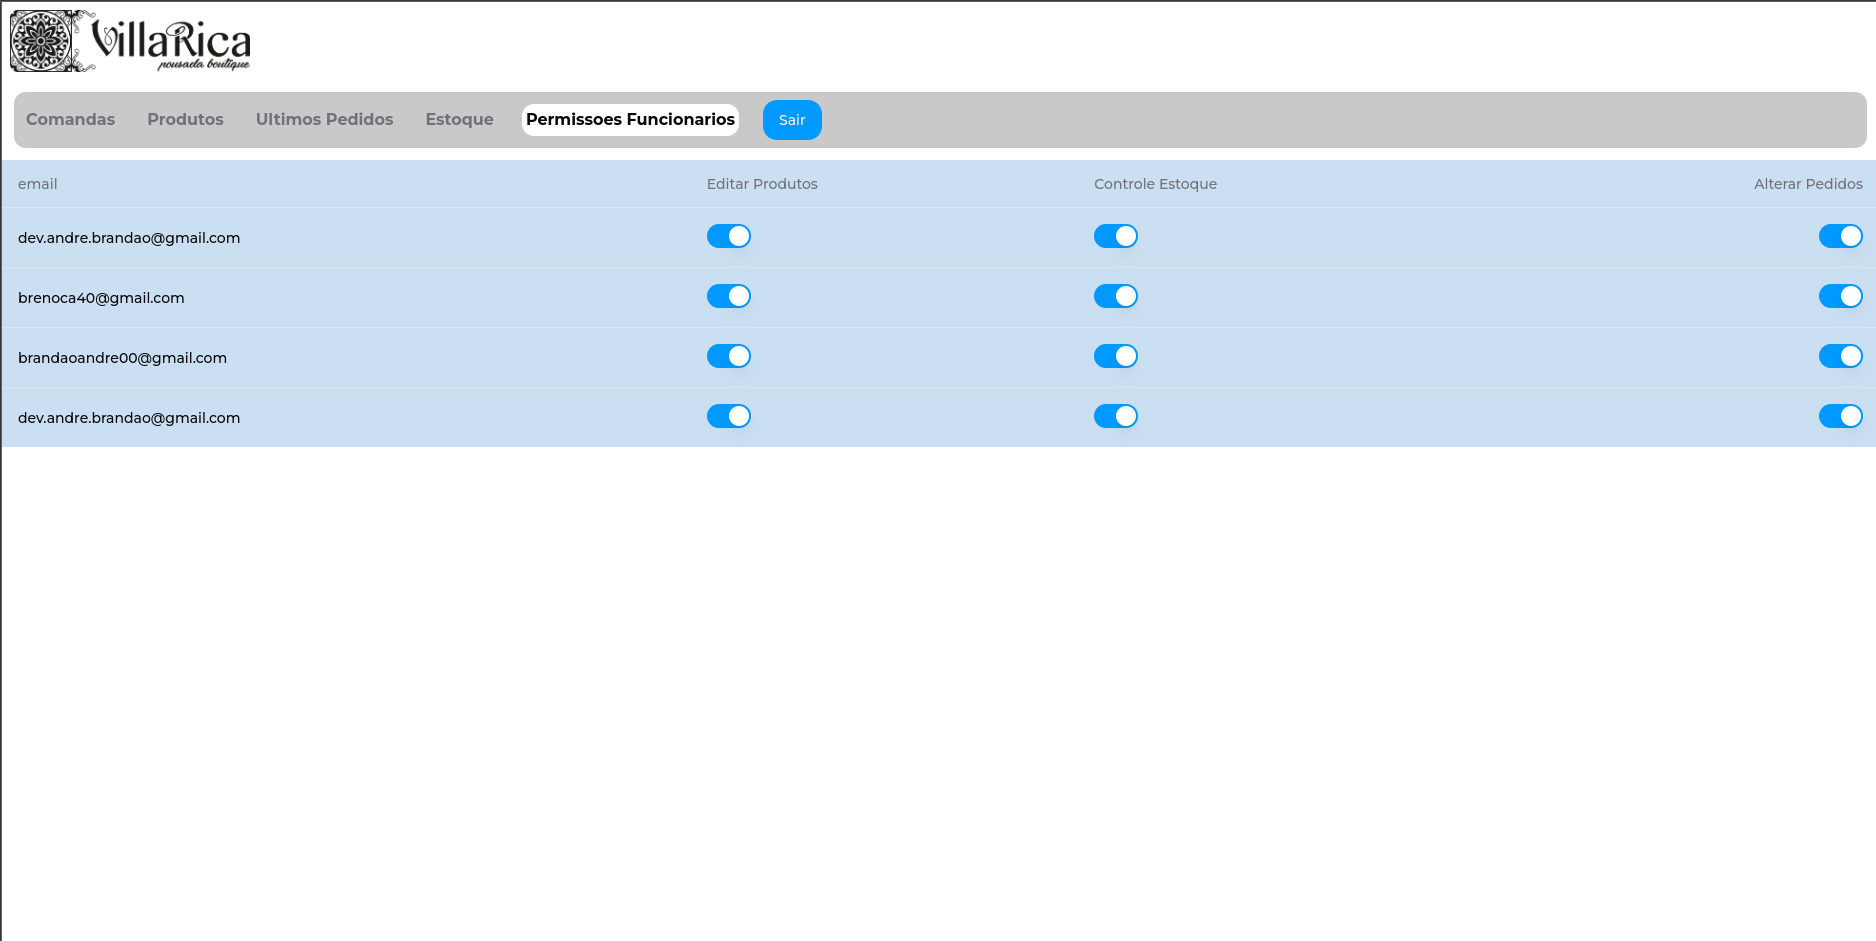 VillaRica
pousada boutique
Comandas Produtos Ultimos Pedidos Estoque Permissoes Funcionarios Sair
email Editar Produtos Controle Estoque Alterar Pedidos
dev.andre.brandao@gmail.com
brenoca40@gmail.com
brandaoandre00@gmail.com
dev.andre.brandao@gmail.com